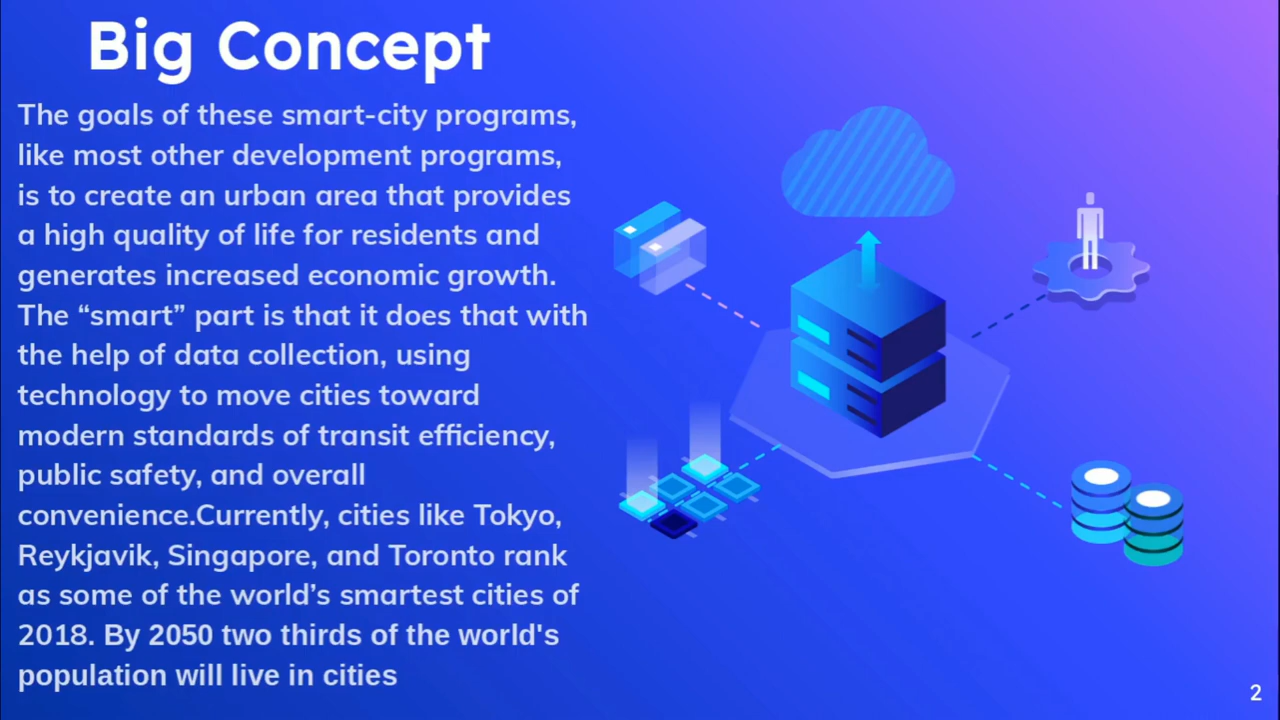 Big Concept
The goals of these smart-city programs,
like most other development programs,
is to create an urban area that provides
a high quality of life for residents and
generates increased economic growth.
The “smart” part is that it does that with
the help of data collection, using
technology to move cities toward
modern standards of transit efficiency,
public safety, and overall
convenience.Currently, cities like Tokyo,
Reykjavik, Singapore, and Toronto rank
as some of the world’s smartest cities of
2018. By 2050 two thirds of the world's
population will live in cities
2